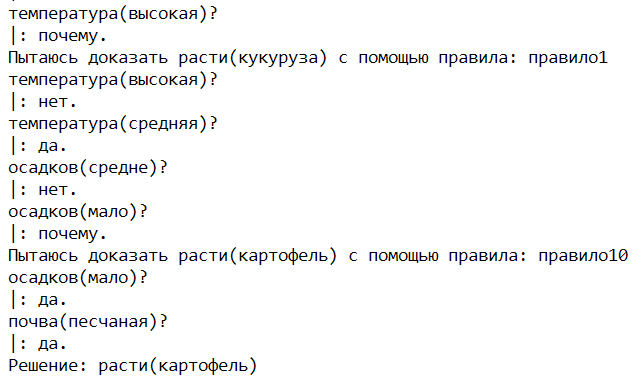 температура(высокая)?
|: почему.
Пытаюсь доказать расти(кукуруза) с помощью правила: правило1
температура(высокая)?
|: нет.
температура(средняя)?
|: да.
осадков(средне)?
|: нет.
осадков(мало)?
|: почему.
Пытаюсь доказать расти(картофель) с помощью правила: правило10
осадков(мало)?
|: да.
почва(песчаная)?
|: да.
Решение: расти(картофель)